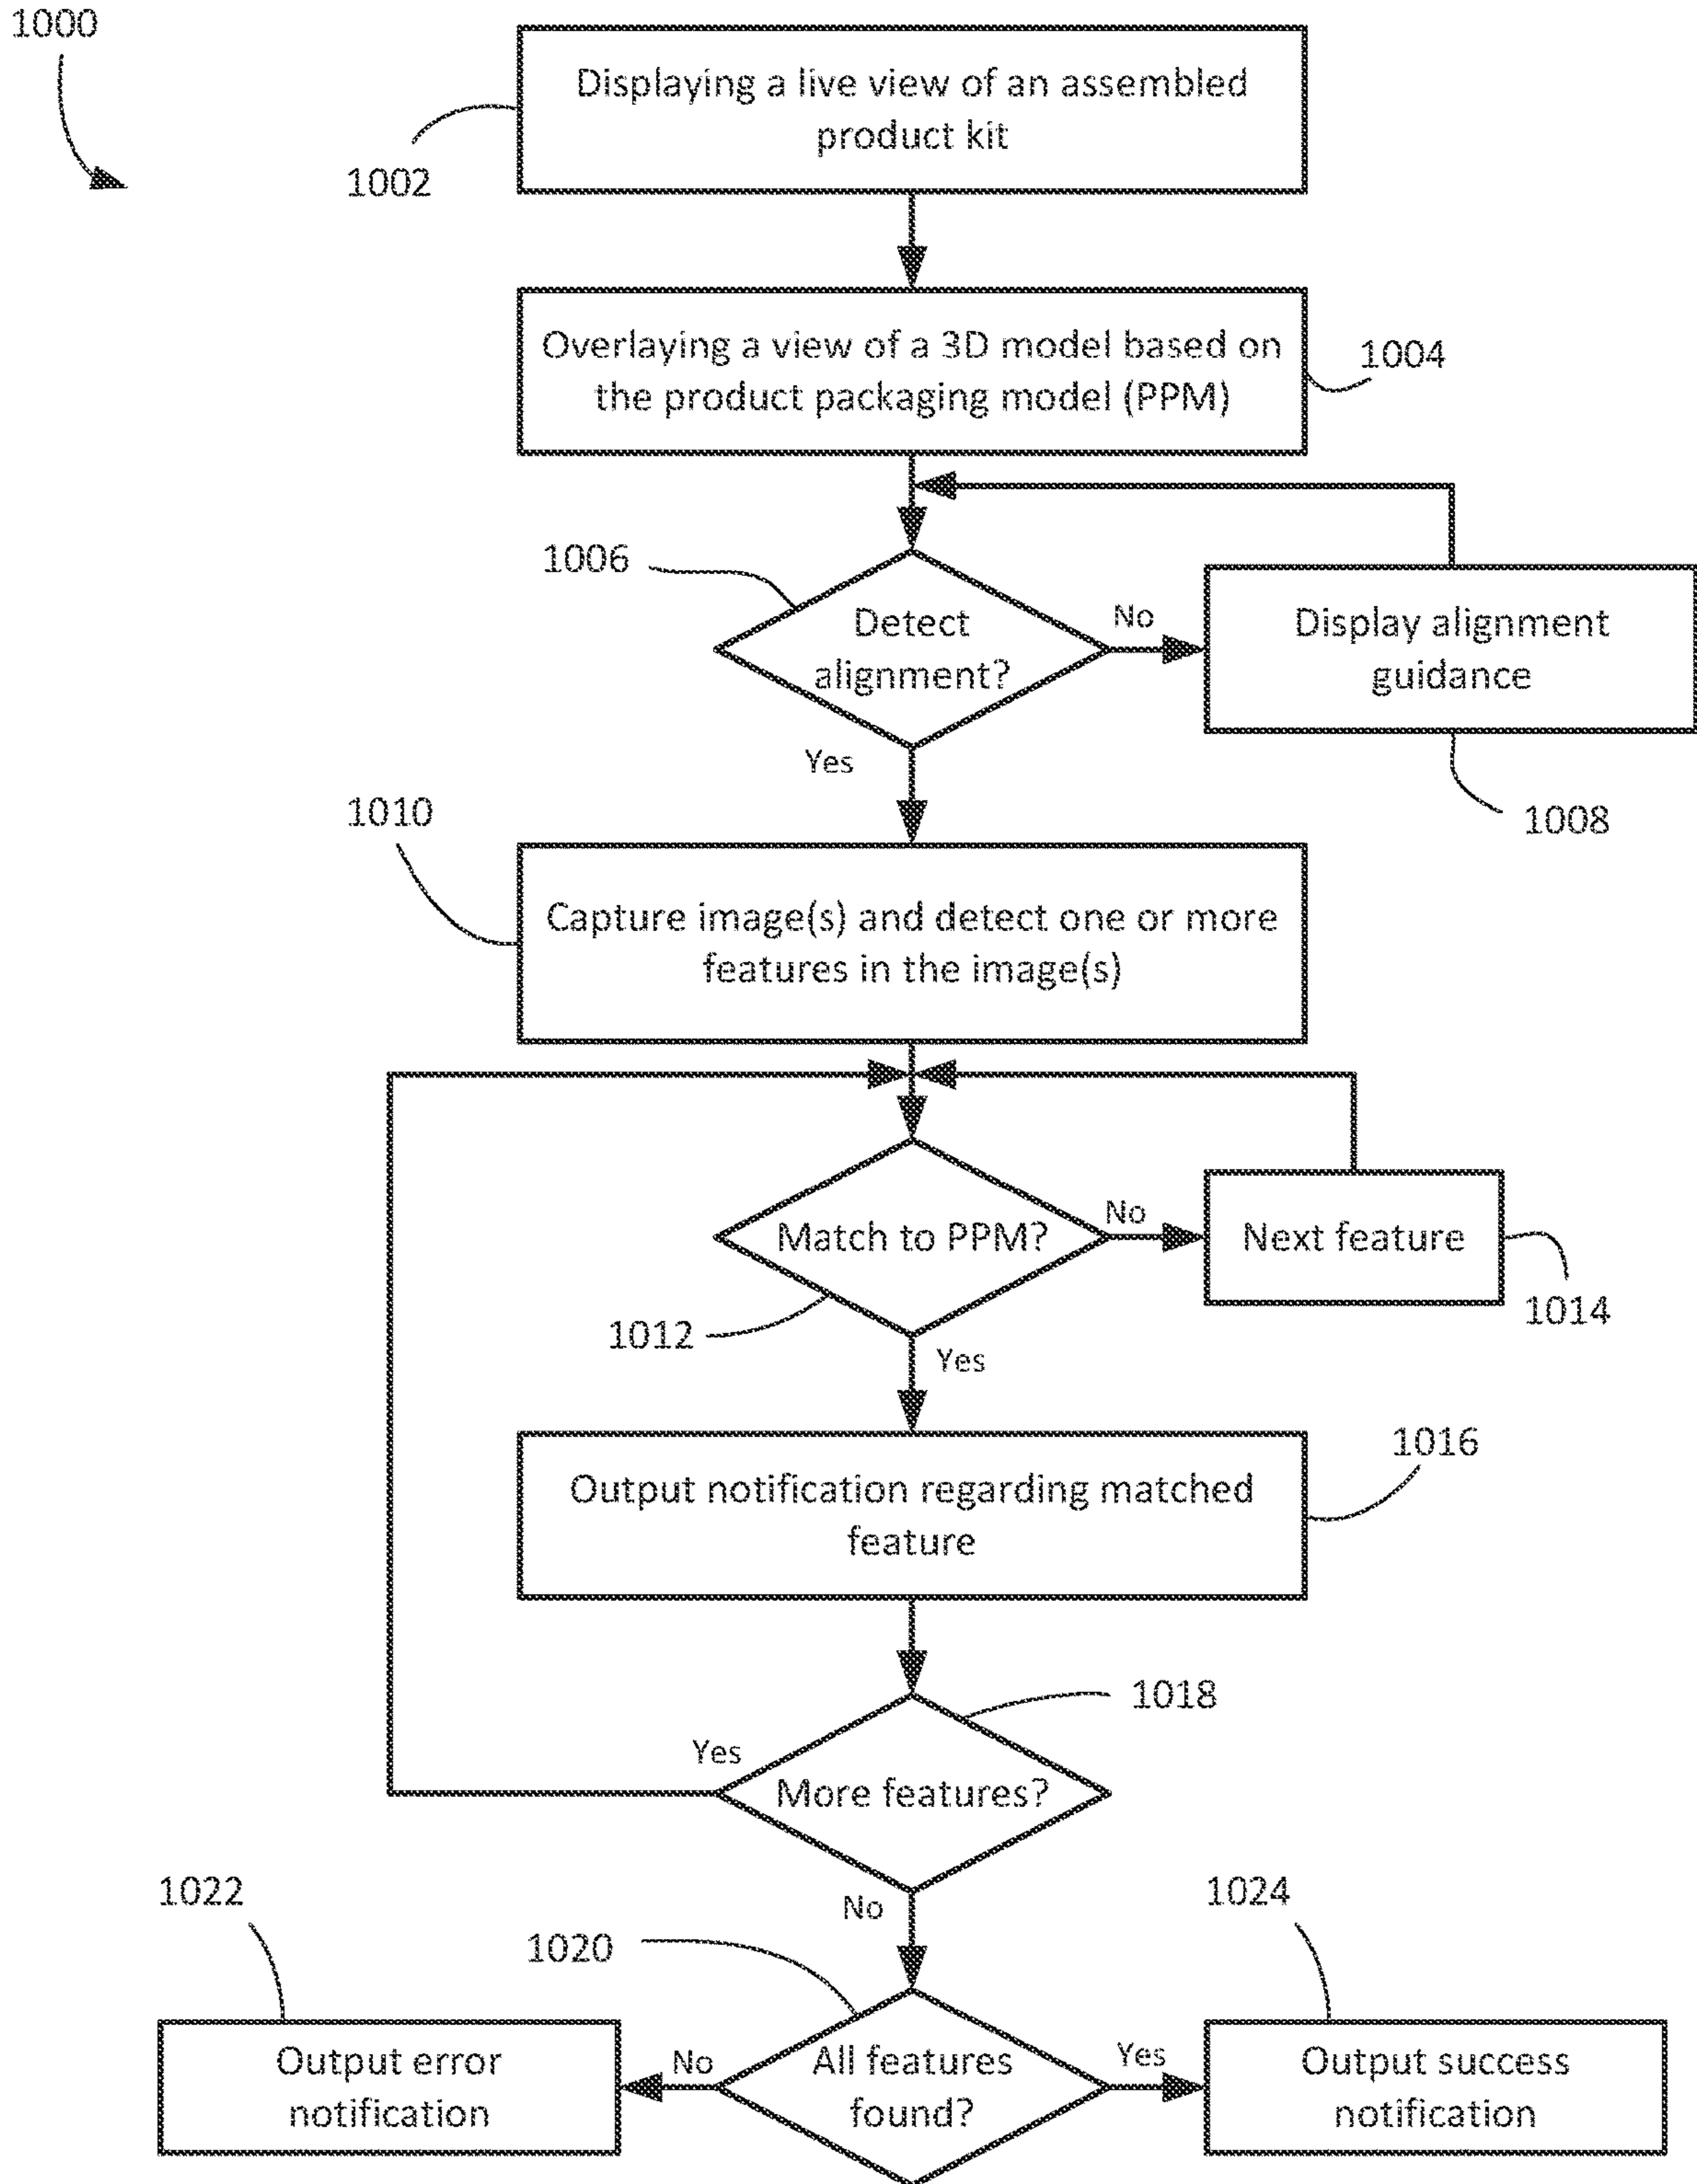 1000
Displaying a live view of an assembled
product kit
1002
Overlaying a view of a 3D model based on
the product packaging model (PPM)
1004
1006
Detect
alignment?
No
Display alignment
guidance
Yes
1008
1010
Capture image(s) and detect one or more
features in the image(s)
Match to PPM?
No
Next feature
1012
1014
Yes
1016
Output notification regarding matched
feature
1018
Yes
More features?
No
1022
1020
1024
Output error
notification
No
All features
found?
Yes
Output success
notification